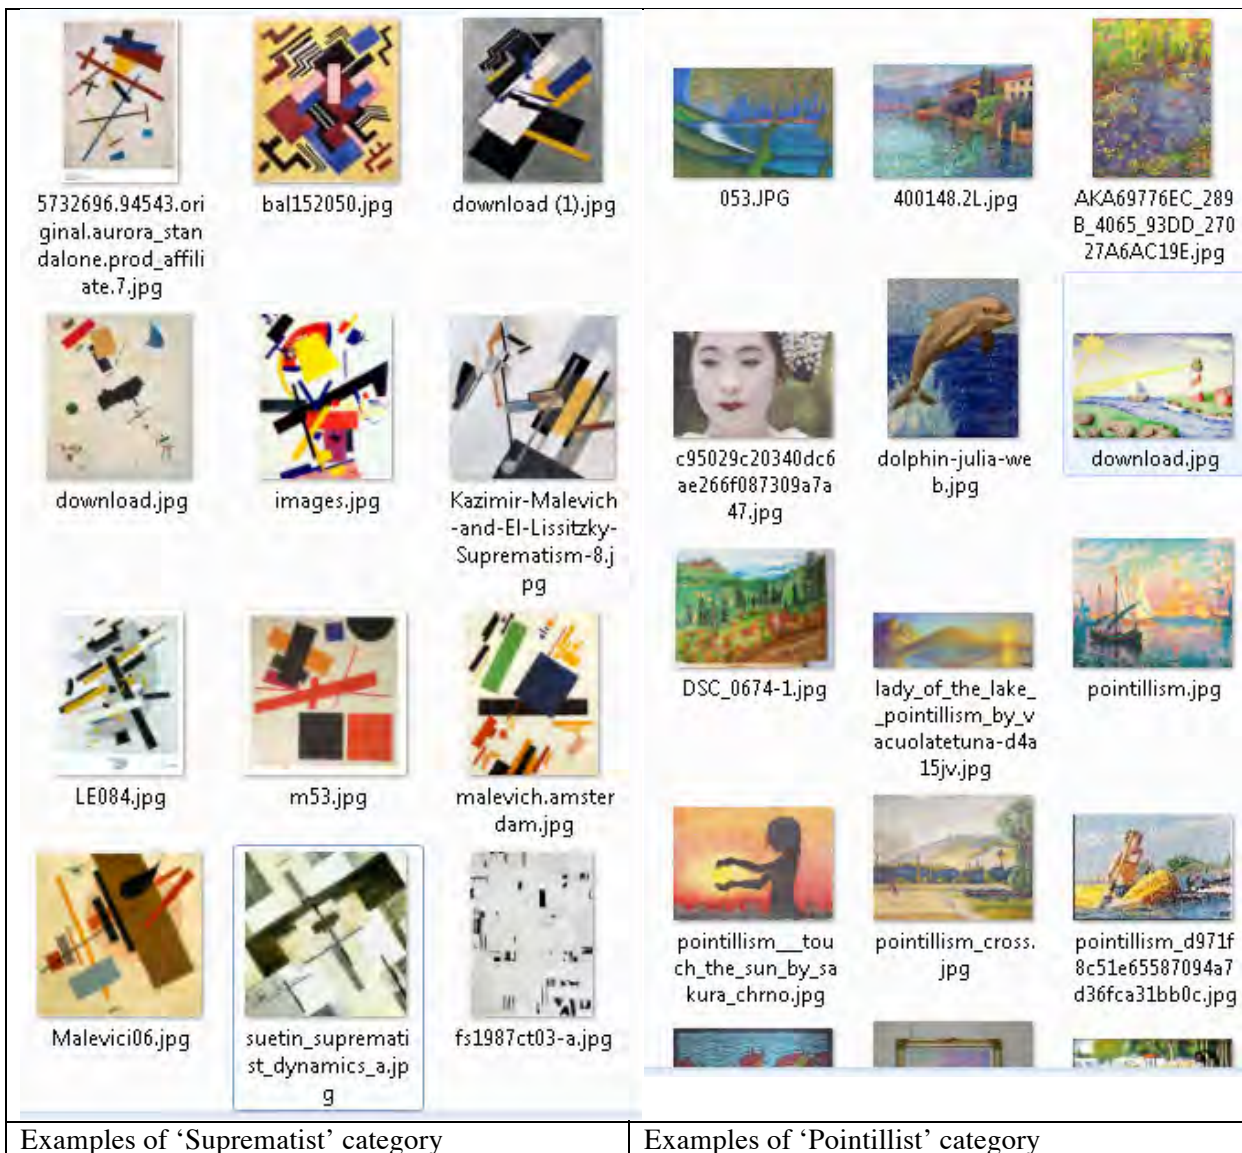 5732696.94543.ori
ginal.aurora_stan
dalone.prod_affili
ate.7.jpg
bal152050.jpg
download (1).jpg
download.jpg
images.jpg
Kazimir-Malevich
-and-El-Lissitzky-
Suprematism-8.j
pg
LE084.jpg
m53.jpg
malevich.amster
dam.jpg
Malevici06.jpg
suetin_supremati
st_dynamics_a.jp
g
fs1987ct03-a.jpg
Examples of ‘Suprematist’ category
053.JPG
400148.2L.jpg
AKA69776EC_289
B_4065_93DD_270
27A6AC19E.jpg
c95029c20340dc6
ae266f087309a7a
47.jpg
dolphin-julia-we
b.jpg
download.jpg
DSC_0674-1.jpg
lady_of_the_lake_
_pointillism_by_v
acuolatetuna-d4a
15jv.jpg
pointillism.jpg
pointillism___tou
ch_the_sun_by_sa
kura_chrno.jpg
pointillism_cross.
jpg
pointillism_d971f
8c51e65587094a7
d36fca31bb0c.jpg
Examples of ‘Pointillist’ category